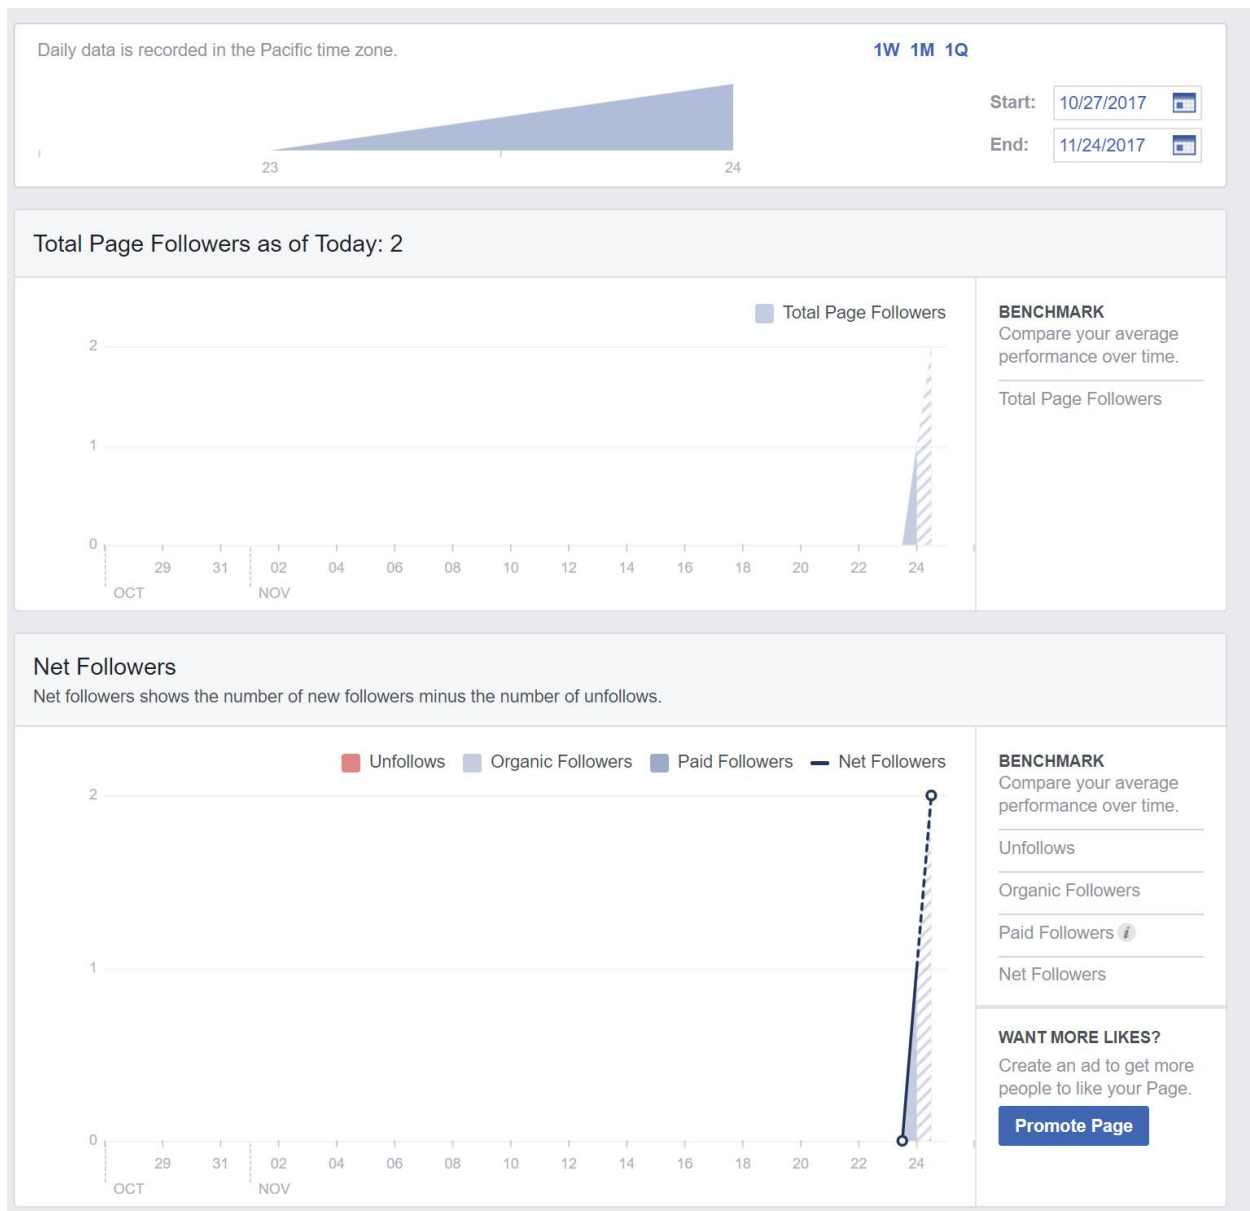 Daily data is recorded in the Pacific time zone.
1W 1M 1Q
Start: 10/27/2017
End: 11/24/2017
23 24
Total Page Followers as of Today: 2
Total Page Followers
2
1
0
29 31 02 04 06 08 10 12 14 16 18 20 22 24
OCT NOV
BENCHMARK
Compare your average
performance over time.
Total Page Followers
Net Followers
Net followers shows the number of new followers minus the number of unfollows.
Unfollows Organic Followers Paid Followers Net Followers
2
1
0
29 31 02 04 06 08 10 12 14 16 18 20 22 24
OCT NOV
BENCHMARK
Compare your average
performance over time.
Unfollows
Organic Followers
Paid Followers i
Net Followers
WANT MORE LIKES?
Create an ad to get more
people to like your Page.
Promote Page